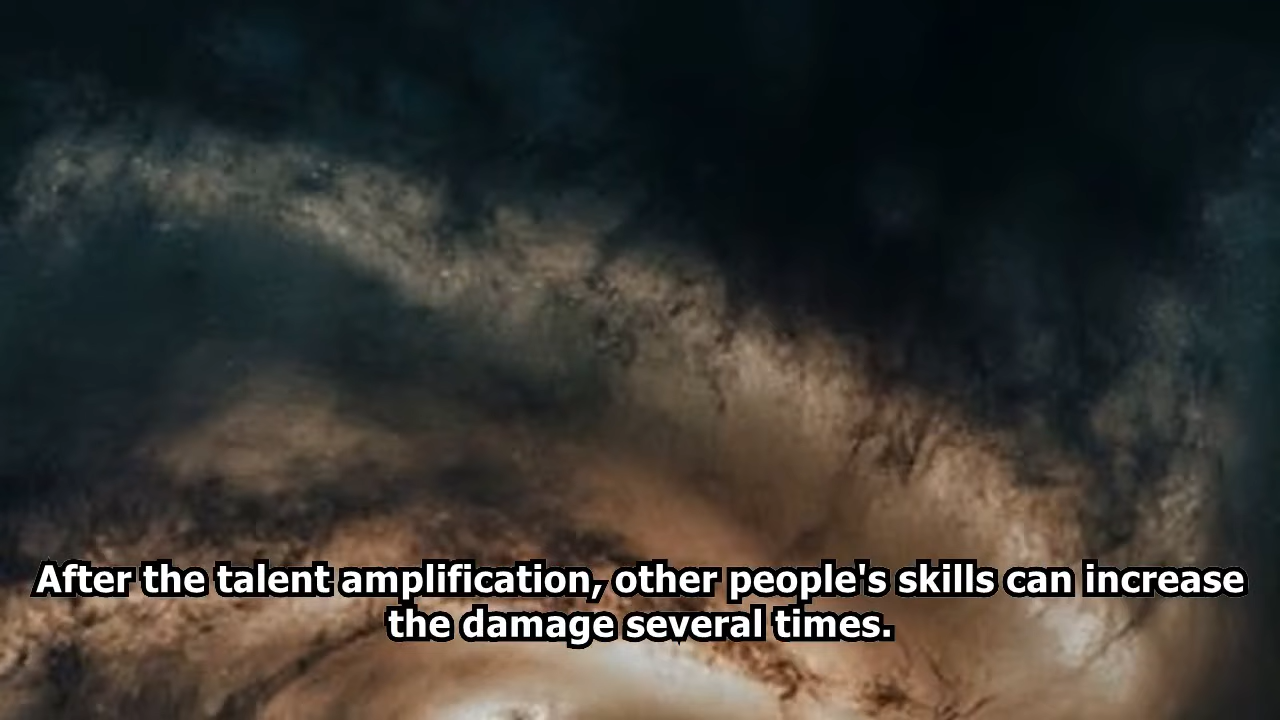 After the talent amplification, other people's skills can increase
the damage several times.